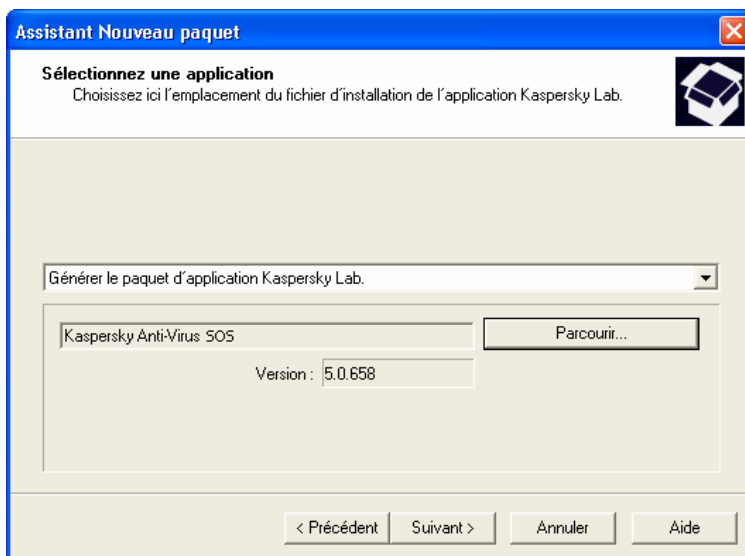 Assistant Nouveau paquet
Sélectionnez une application
Choisissez ici l´emplacement du fichier d´installation de l´application Kaspersky Lab.
Générer le paquet d´application Kaspersky Lab.
Kaspersky Anti-Virus SOS
Parcourir...
Version : 5.0.658
< Précédent Suivant > Annuler Aide